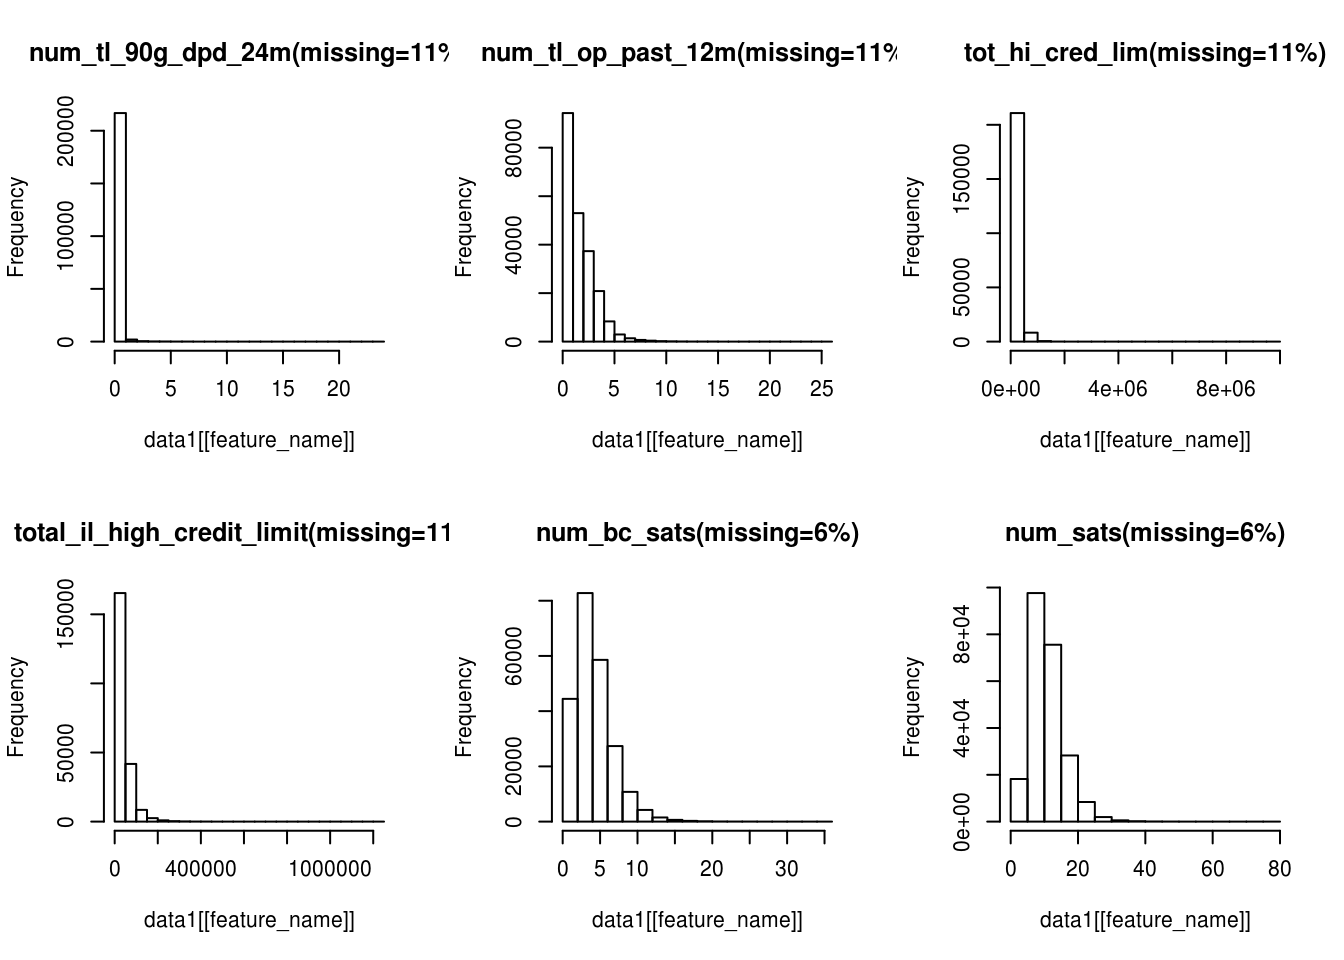 num_tl_90g_dpd_24m(missing=11%
Frequency
0
100000
200000
0 5 10 15 20
data1[[feature_name]]
num_tl_op_past_12m(missing=11%
Frequency
0
40000
80000
0 5 10 15 20 25
data1[[feature_name]]
tot_hi_cred_lim(missing=11%)
Frequency
0
50000
150000
0e+00 4e+06 8e+06
data1[[feature_name]]
total_il_high_credit_limit(missing=11
Frequency
0
50000
150000
0 400000 1000000
data1[[feature_name]]
num_bc_sats(missing=6%)
Frequency
0
20000
60000
0 5 10 20 30
data1[[feature_name]]
num_sats(missing=6%)
Frequency
0e+00
4e+04
8e+04
0 20 40 60 80
data1[[feature_name]]